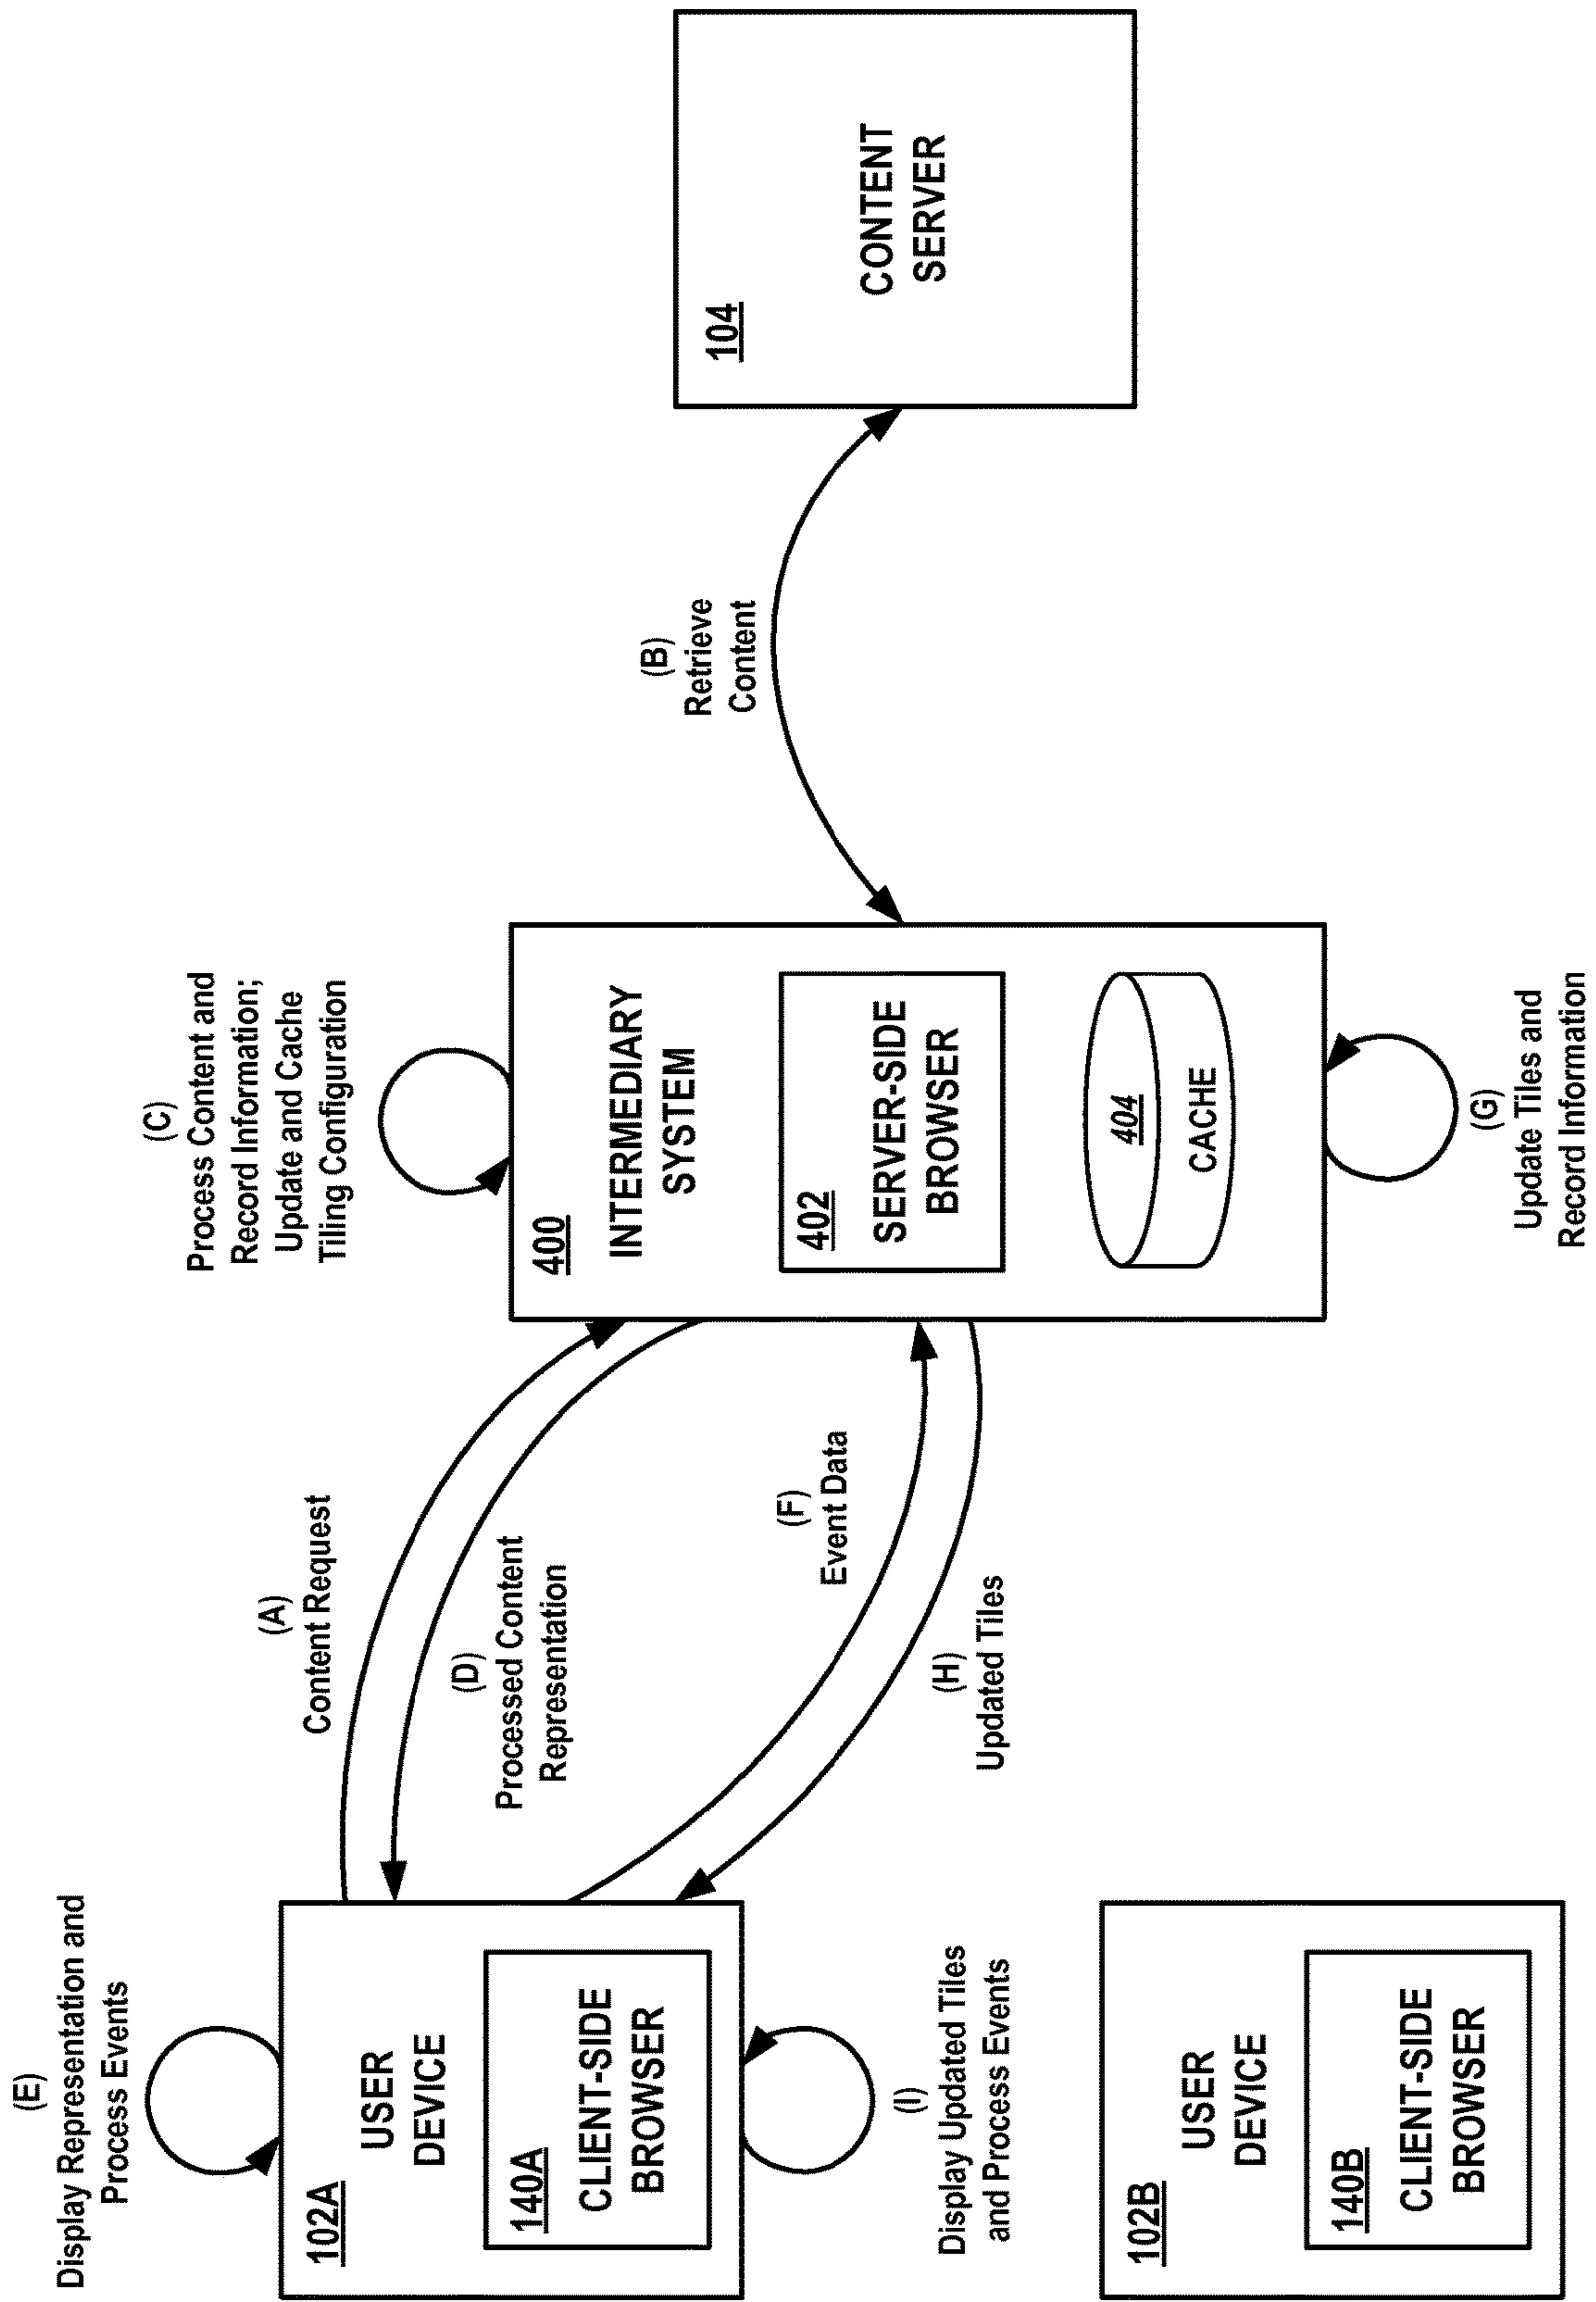 (E)
Display Representation and
Process Events
102A
USER
DEVICE
140A
CLIENT-SIDE
BROWSER
(I)
Display Updated Tiles
and Process Events
102B
USER
DEVICE
140B
CLIENT-SIDE
BROWSER
(A)
Content Request
(D)
Processed Content
Representation
(F)
Event Data
(H)
Updated Tiles
(C)
Process Content and
Record Information;
Update and Cache
Tiling Configuration
400
INTERMEDIARY
SYSTEM
402
SERVER-SIDE
BROWSER
404
CACHE
(G)
Update Tiles and
Record Information
(B)
Retrieve
Content
104
CONTENT
SERVER